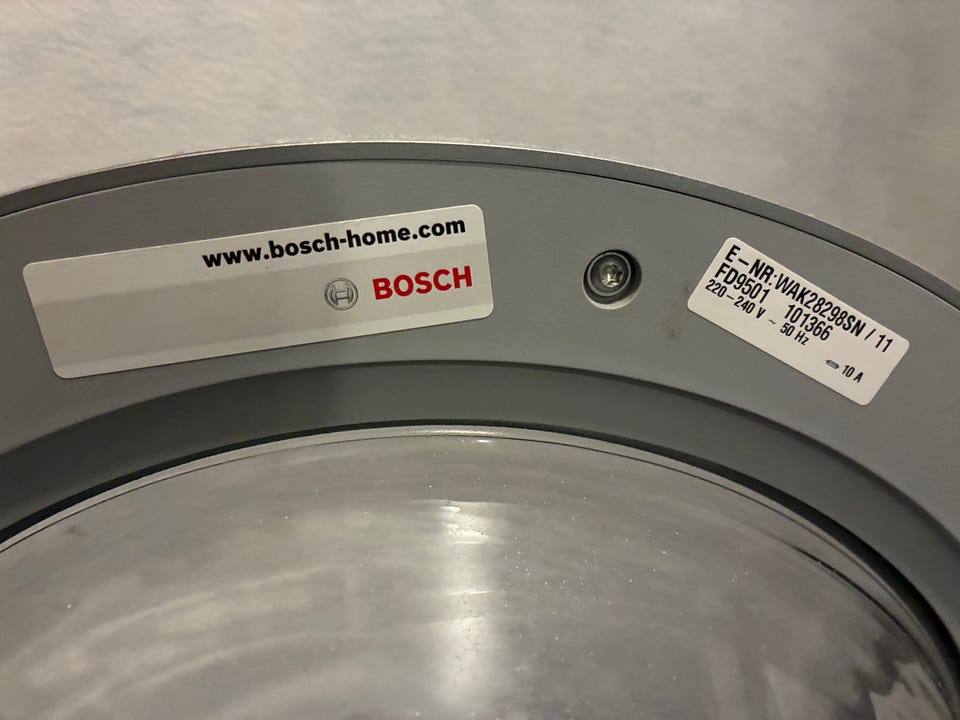 www.bosch-home.com
BOSCH
E-NR:WAK28298SN / 11
FD9501 101366
220-240 V ~ 50 Hz
10 A